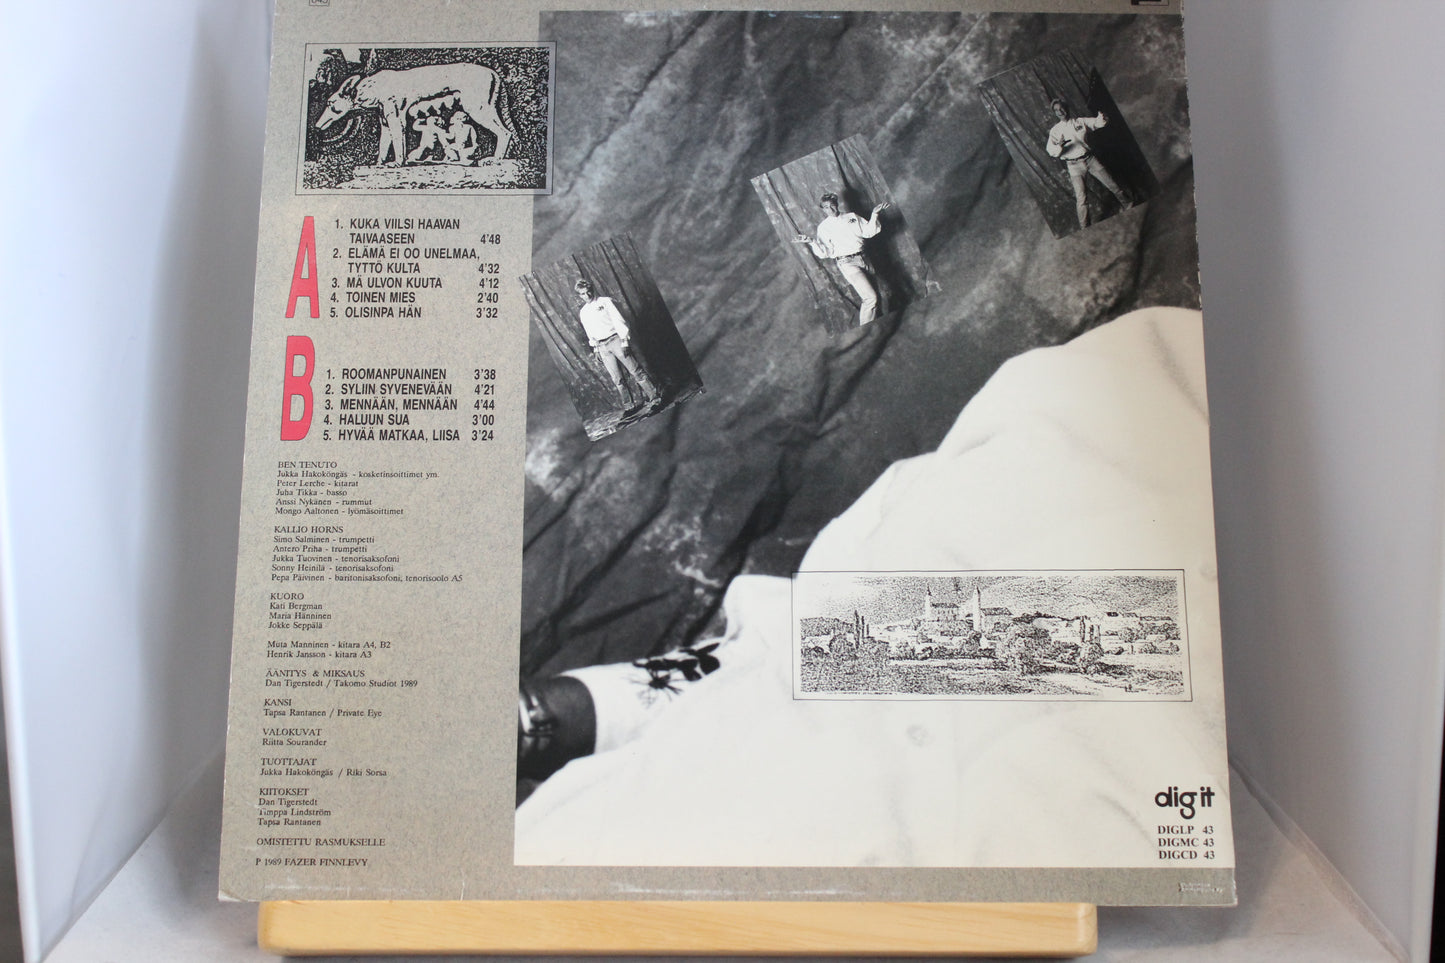 A
1. KUKA VIILSI HAAVAN
TAIVAASEEN 4'48
2. ELÄMÄ EI OO UNELMAA,
TYTTÖ KULTA 4'32
3. MÄ ULVON KUUTA 4'12
4. TOINEN MIES 2'40
5. OLISINPA HÄN 3'32
B
1. ROOMANPUNAINEN 3'38
2. SYLIIN SYVENEVÄÄN 4'21
3. MENNÄÄN, MENNÄÄN 4'44
4. HALUUN SUA 3'00
5. HYVÄÄ MATKAA, LIISA 3'24
BEN TENUTO
Jukka Hakoköngäs - kosketinsoittimet ym.
Peter Lerche - kitarat
Juha Tikka - basso
Anssi Nykänen - rummut
Mongo Aaltonen - lyömäsoittimet
KALLIO HORNS
Simo Salminen - trumpetti
Antero Priha - trumpetti
Jukka Tuovinen - tenorisaksofoni
Sonny Heinilä - tenorisaksofoni
Pepa Päivinen - baritonisaksofoni, tenorisoolo A5
KUORO
Kati Bergman
Maria Hänninen
Jokke Seppälä
Muta Manninen - kitara A4, B2
Henrik Jansson - kitara A3
ÄÄNITYS & MIKSAUS
Dan Tigerstedt / Takomo Studiot 1989
KANSI
Tapsa Rantanen / Private Eye
VALOKUVAT
Riitta Sourander
TUOTTAJAT
Jukka Hakoköngäs / Riki Sorsa
KIITOKSET
Dan Tigerstedt
Timppa Lindström
Tapsa Rantanen
OMISTETTU RASMUKSELLE
P 1989 FAZER FINNLEVY
digit
DIGLP 43
DIGMC 43
DIGCD 43